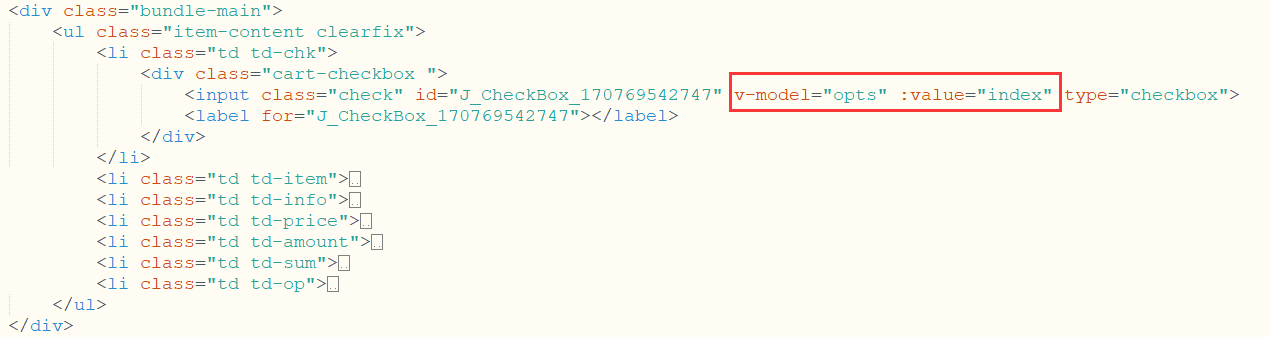 <div class="bundle-main">
<ul class="item-content clearfix">
<li class="td td-chk">
<div class="cart-checkbox ">
<input class="check" id="J_CheckBox_170769542747" v-model="opts" :value="index" type="checkbox">
<label for="J_CheckBox_170769542747"></label>
</div>
</li>
<li class="td td-item">..
<li class="td td-info">..
<li class="td td-price">..
<li class="td td-amount">..
<li class="td td-sum">..
<li class="td td-op">..
</ul>
</div>